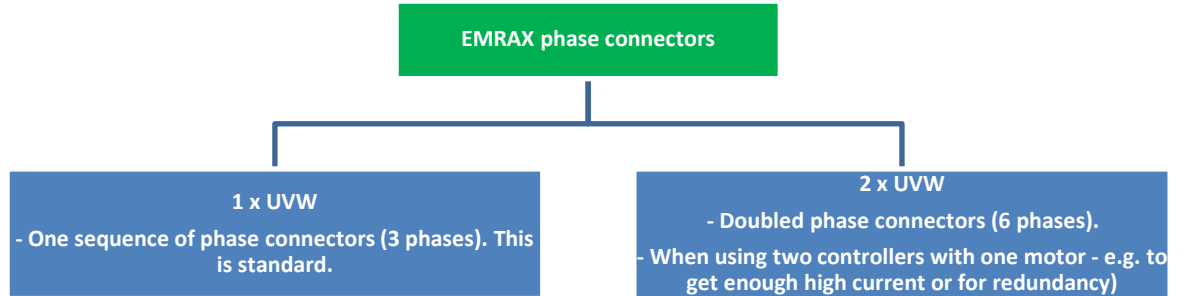 EMRAX phase connectors
1 x UVW
- One sequence of phase connectors (3 phases). This
is standard.
2 x UVW
- Doubled phase connectors (6 phases).
- When using two controllers with one motor - e.g. to
get enough high current or for redundancy)